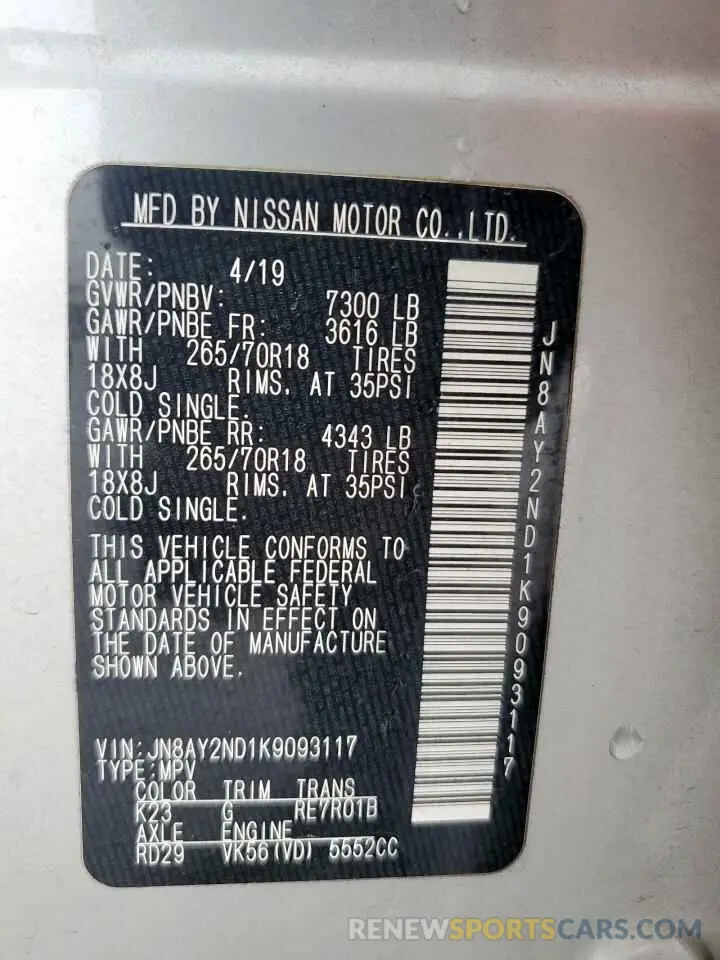 MFD BY NISSAN MOTOR CO.,LTD.
DATE: 4/19
GVWR/PNBV: 7300 LB
GAWR/PNBE FR: 3616 LB
WITH 265/70R18 TIRES
18X8J RIMS. AT 35PSI
COLD SINGLE.
GAWR/PNBE RR: 4343 LB
WITH 265/70R18 TIRES
18X8J RIMS. AT 35PSI
COLD SINGLE.
THIS VEHICLE CONFORMS TO
ALL APPLICABLE FEDERAL
MOTOR VEHICLE SAFETY
STANDARDS IN EFFECT ON
THE DATE OF MANUFACTURE
SHOWN ABOVE.
VIN:JN8AY2ND1K9093117
TYPE:MPV
COLOR TRIM TRANS
K23 G RE7R01B
AXLE ENGINE
RD29 VK56(VD) 5552CC
JN8AY2ND1K9093117
RENEWSPORTSCARS.COM